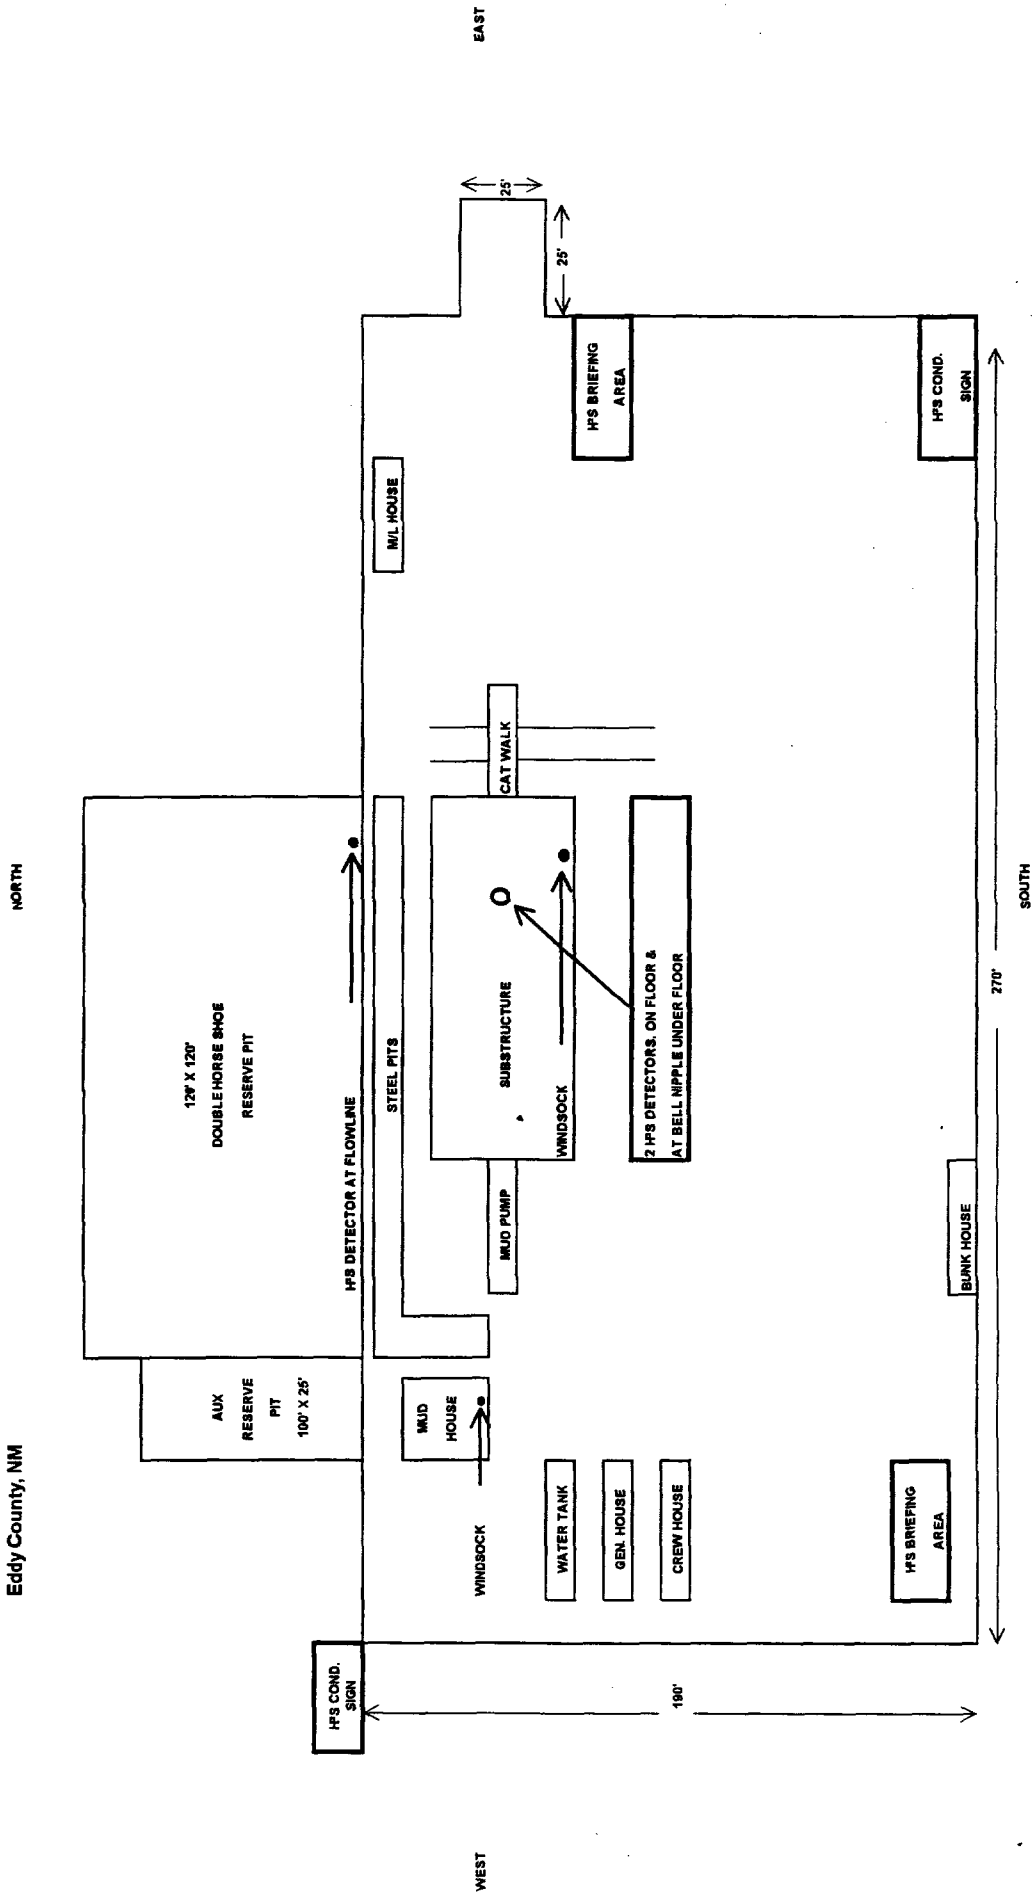 Eddy County, NM
NORTH
120' X 120'
DOUBLE HORSE SHOE
RESERVE PIT
AUX
RESERVE
PIT
100' X 25'
H²S COND.
SIGN
H²S DETECTOR AT FLOWLINE
STEEL PITS
M/L HOUSE
MUD
HOUSE
WINDSOCK
MUD PUMP
SUBSTRUCTURE
CAT WALK
WINDSOCK
WEST
EAST
25'
25'
WATER TANK
GEN. HOUSE
CREW HOUSE
2 H²S DETECTORS. ON FLOOR &
AT BELL NIPPLE UNDER FLOOR
H²S BRIEFING
AREA
190'
H²S BRIEFING
AREA
BUNK HOUSE
H²S COND.
SIGN
270'
SOUTH